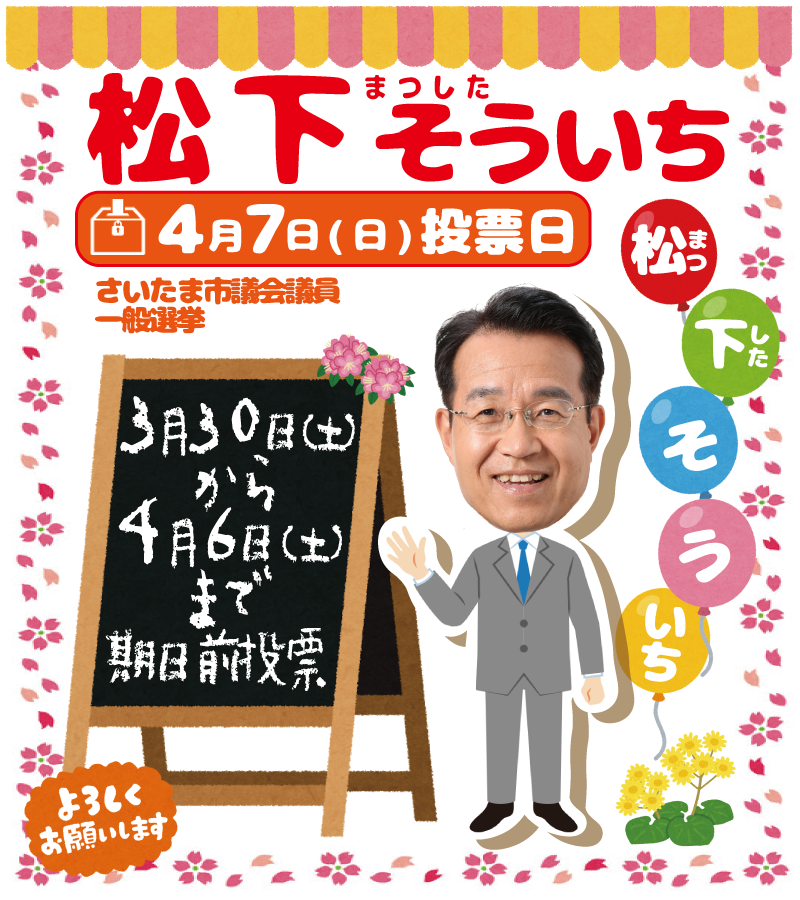 まつした
松下そういち
4月7日(日)投票日
さいたま市議会議員
一般選挙
3月30日(土)
から
4月6日(土)
まで
期日前投票
松まつ
下した
そ
う
いち
よろしく
お願いします